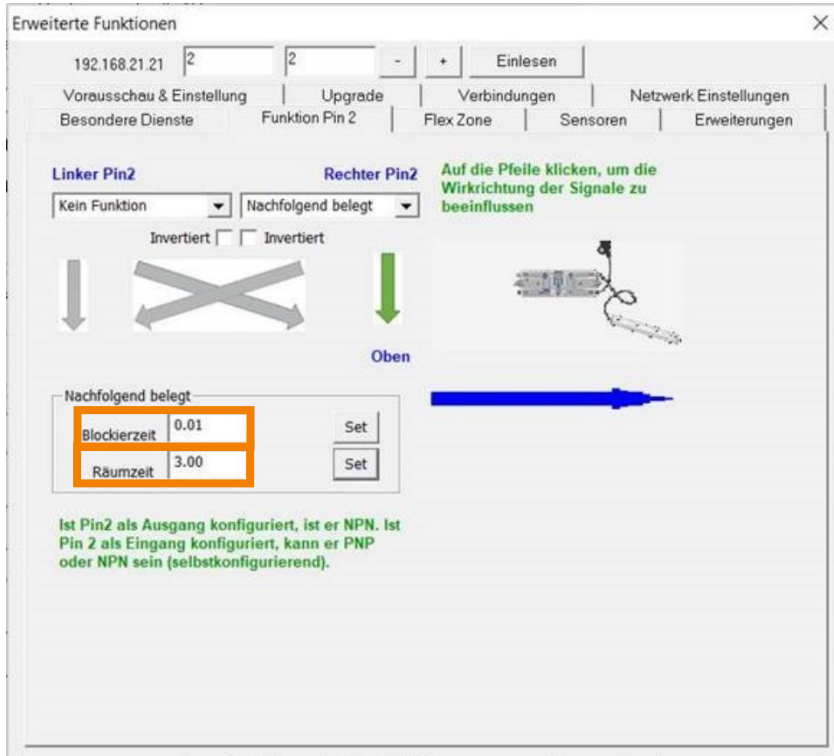 Erweiterte Funktionen
192.168.21.21 2 2 - + Einlesen
Vorausschau & Einstellung Upgrade Verbindungen Netzwerk Einstellungen
Besondere Dienste Funktion Pin 2 Flex Zone Sensoren Erweiterungen
Linker Pin2 Rechter Pin2
Kein Funktion Nachfolgend belegt
Invertiert Invertiert
Auf die Pfeile klicken, um die
Wirkrichtung der Signale zu
beeinflussen
Oben
Nachfolgend belegt
Blockierzeit 0.01 Set
Räumzeit 3.00 Set
Ist Pin2 als Ausgang konfiguriert, ist er NPN. Ist
Pin 2 als Eingang konfiguriert, kann er PNP
oder NPN sein (selbstkonfigurierend).